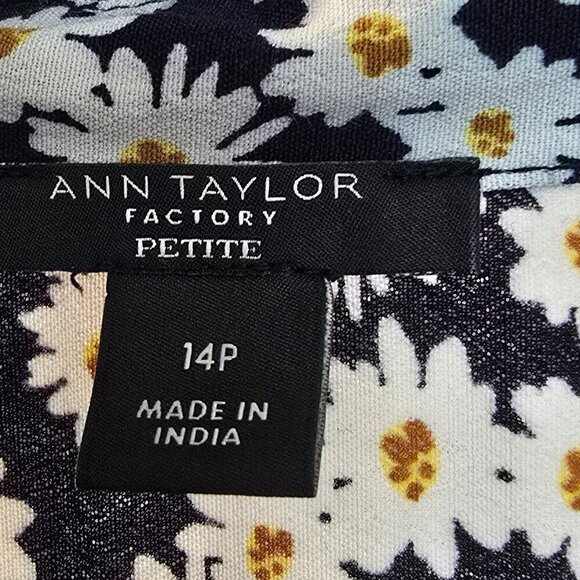 ANN TAYLOR
FACTORY
PETITE
14P
MADE IN
INDIA